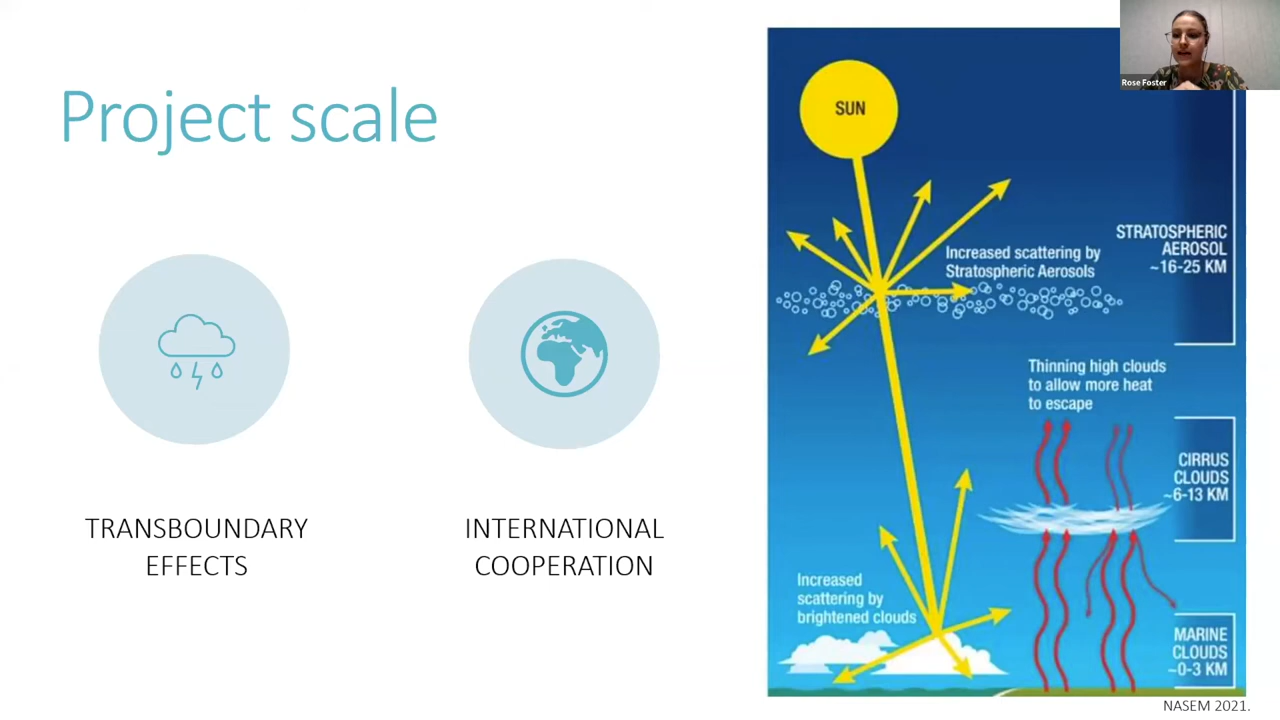 Project scale
TRANSBOUNDARY
EFFECTS
INTERNATIONAL
COOPERATION
SUN
Increased scattering by
Stratospheric Aerosols
STRATOSPHERIC
AEROSOL
~16-25 KM
Thinning high clouds
to allow more heat
to escape
CIRRUS
CLOUDS
~6-13 KM
Increased
scattering by
brightened clouds
MARINE
CLOUDS
~0-3 KM
NASEM 2021.
Rose Foster